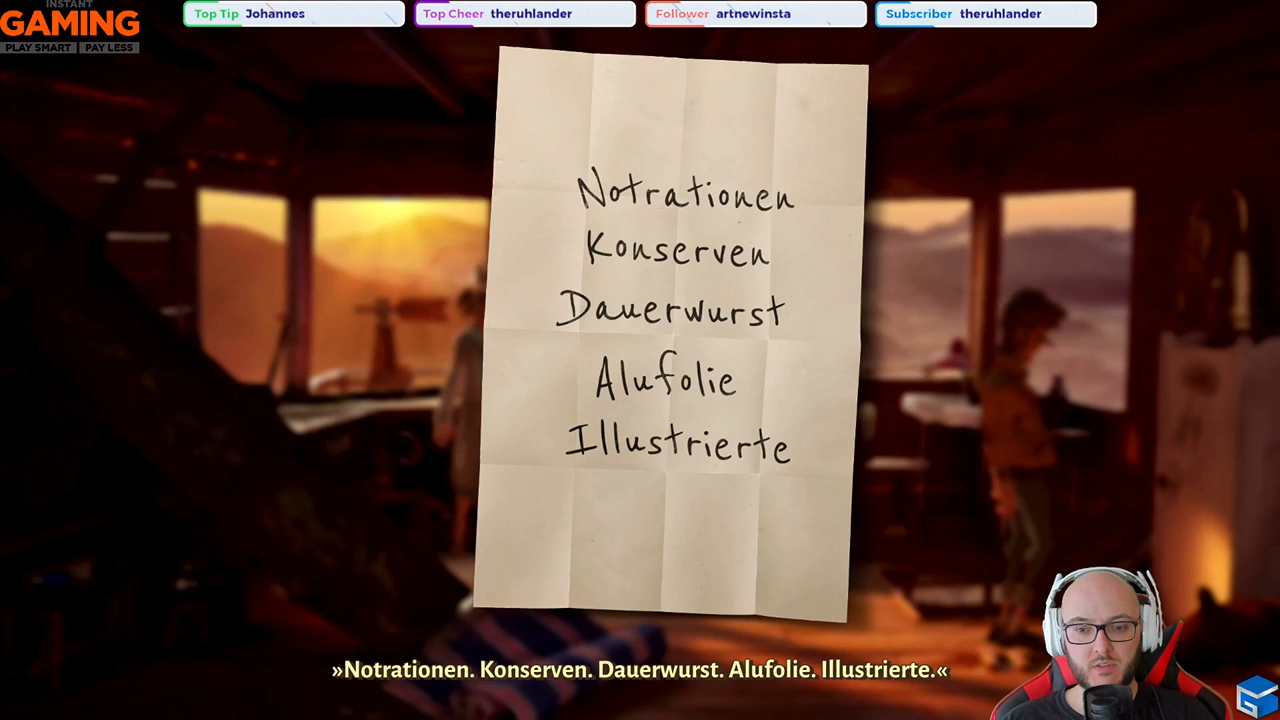 INSTANT
GAMING
PLAY SMART PAY LESS
Top Tip Johannes
Top Cheer theruhlander
Follower artnewinsta
Subscriber theruhlander
Notrationen
Konserven
Dauerwurst
Alufolie
Illustrierte
»Notrationen. Konserven. Dauerwurst. Alufolie. Illustrierte.«